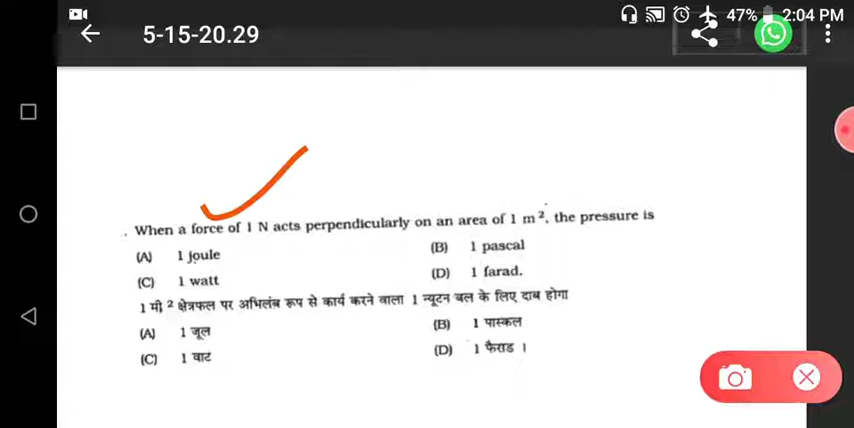 47% 2:04 PM
5-15-20.29
. When a force of 1 N acts perpendicularly on an area of 1 m², the pressure is
(A) 1 joule
(B) 1 pascal
(C) 1 watt
(D) 1 farad.
1 मी ² क्षेत्रफल पर अभिलंब रूप से कार्य करने वाला 1 न्यूटन बल के लिए दाब होगा
(A) 1 जूल
(B) 1 पास्कल
(C) 1 वाट
(D) 1 फैराड ।